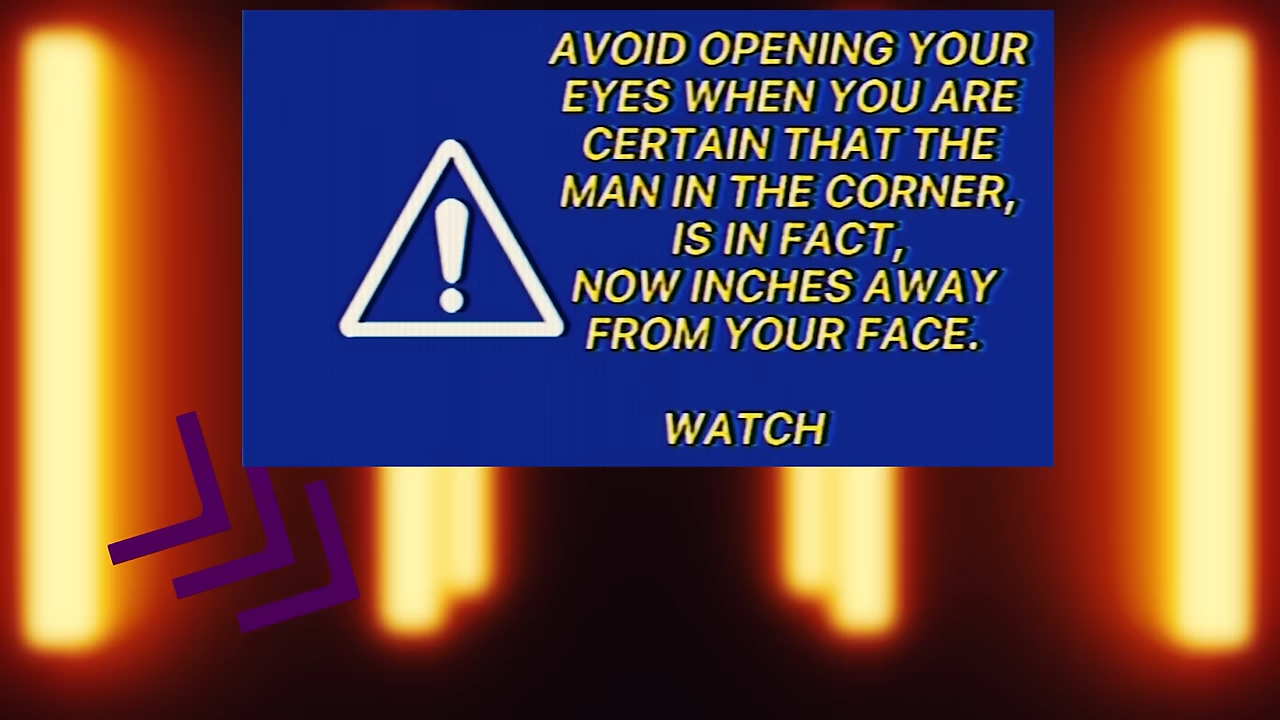 AVOID OPENING YOUR
EYES WHEN YOU ARE
CERTAIN THAT THE
MAN IN THE CORNER,
IS IN FACT,
NOW INCHES AWAY
FROM YOUR FACE.
WATCH